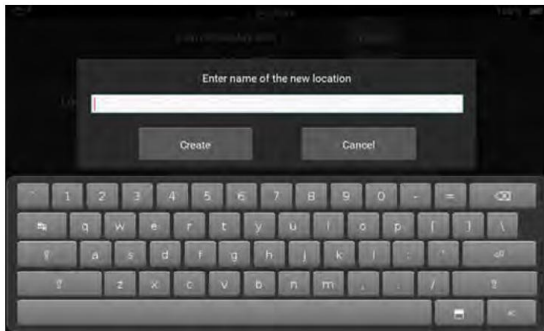 Enter name of the new location
Create Cancel
1 2 3 4 5 6 7 8 9 0 - =
q w e r t y u i o p [ ] \
a s d f g h j k l ; '
z x c v b n m , . /